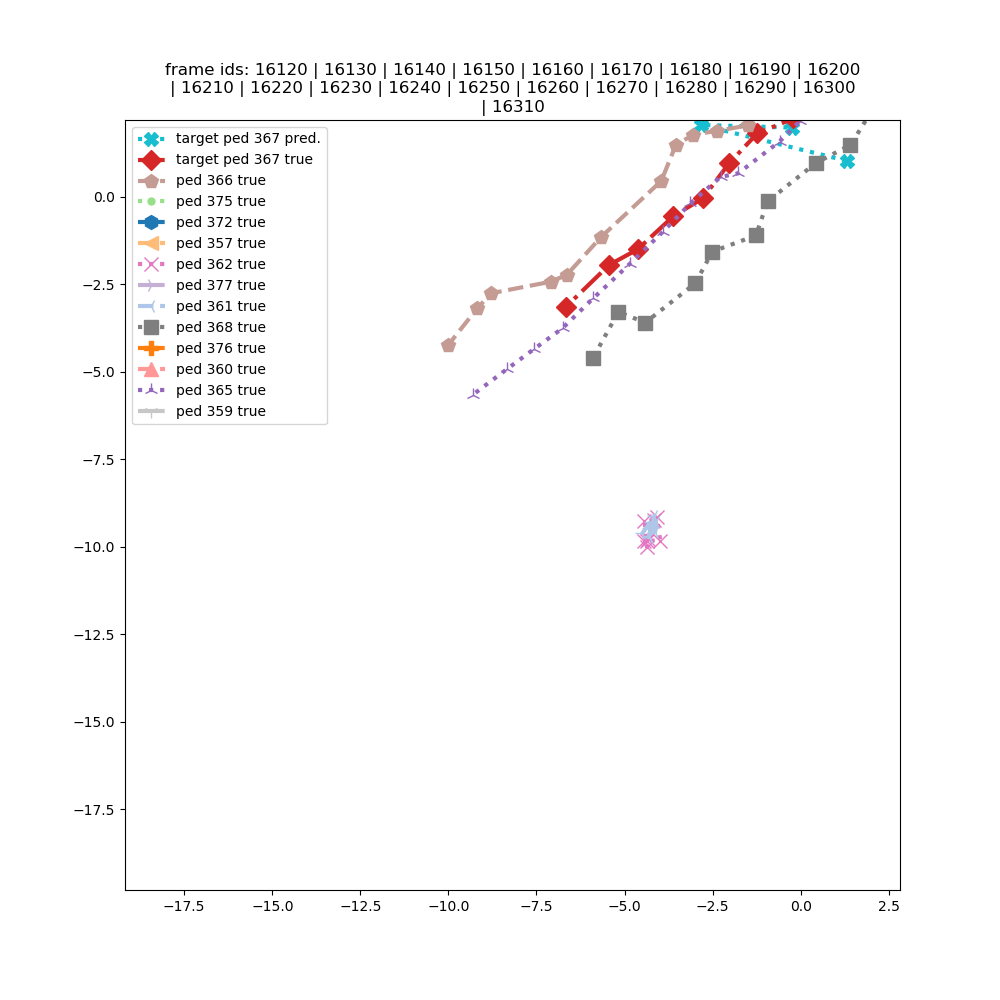 frame ids: 16120 | 16130 | 16140 | 16150 | 16160 | 16170 | 16180 | 16190 | 16200
| 16210 | 16220 | 16230 | 16240 | 16250 | 16260 | 16270 | 16280 | 16290 | 16300
| 16310
target ped 367 pred.
target ped 367 true
ped 366 true
ped 375 true
ped 372 true
ped 357 true
ped 362 true
ped 377 true
ped 361 true
ped 368 true
ped 376 true
ped 360 true
ped 365 true
ped 359 true
0.0
−2.5
−5.0
−7.5
−10.0
−12.5
−15.0
−17.5
−17.5 −15.0 −12.5 −10.0 −7.5 −5.0 −2.5 0.0 2.5